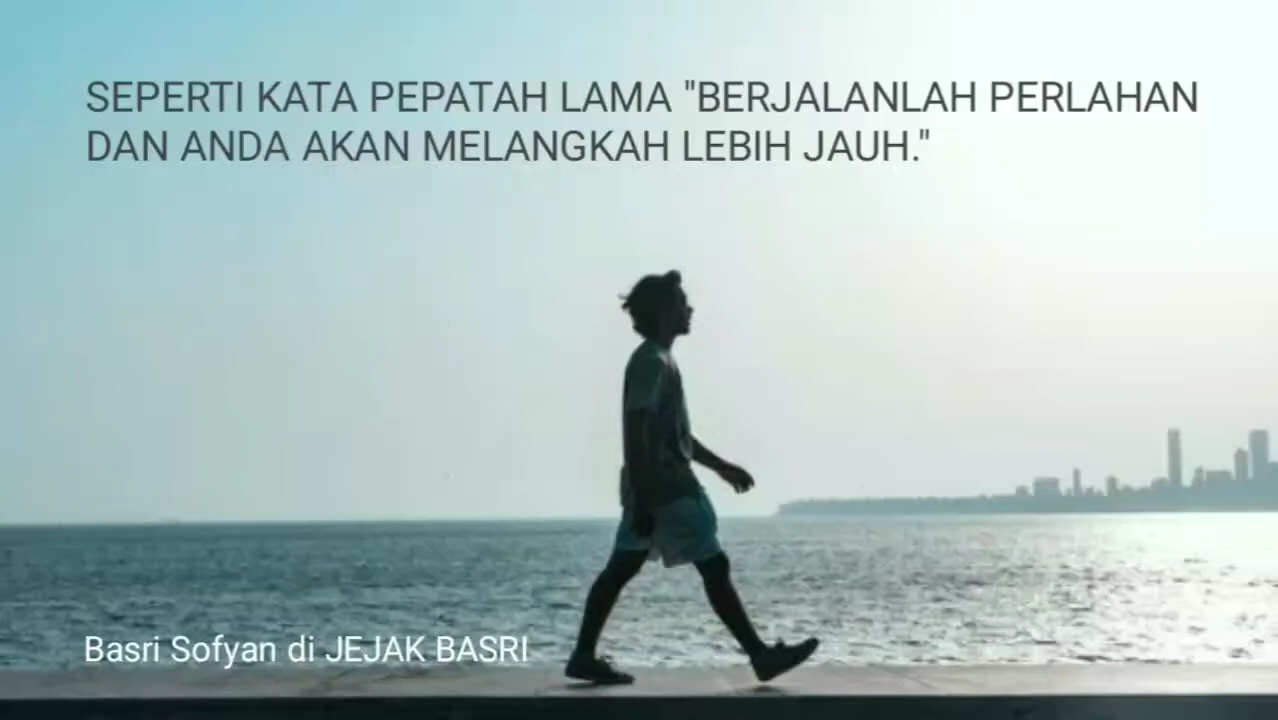 SEPERTI KATA PEPATAH LAMA "BERJALANLAH PERLAHAN
DAN ANDA AKAN MELANGKAH LEBIH JAUH."
Basri Sofyan di JEJAK BASRI